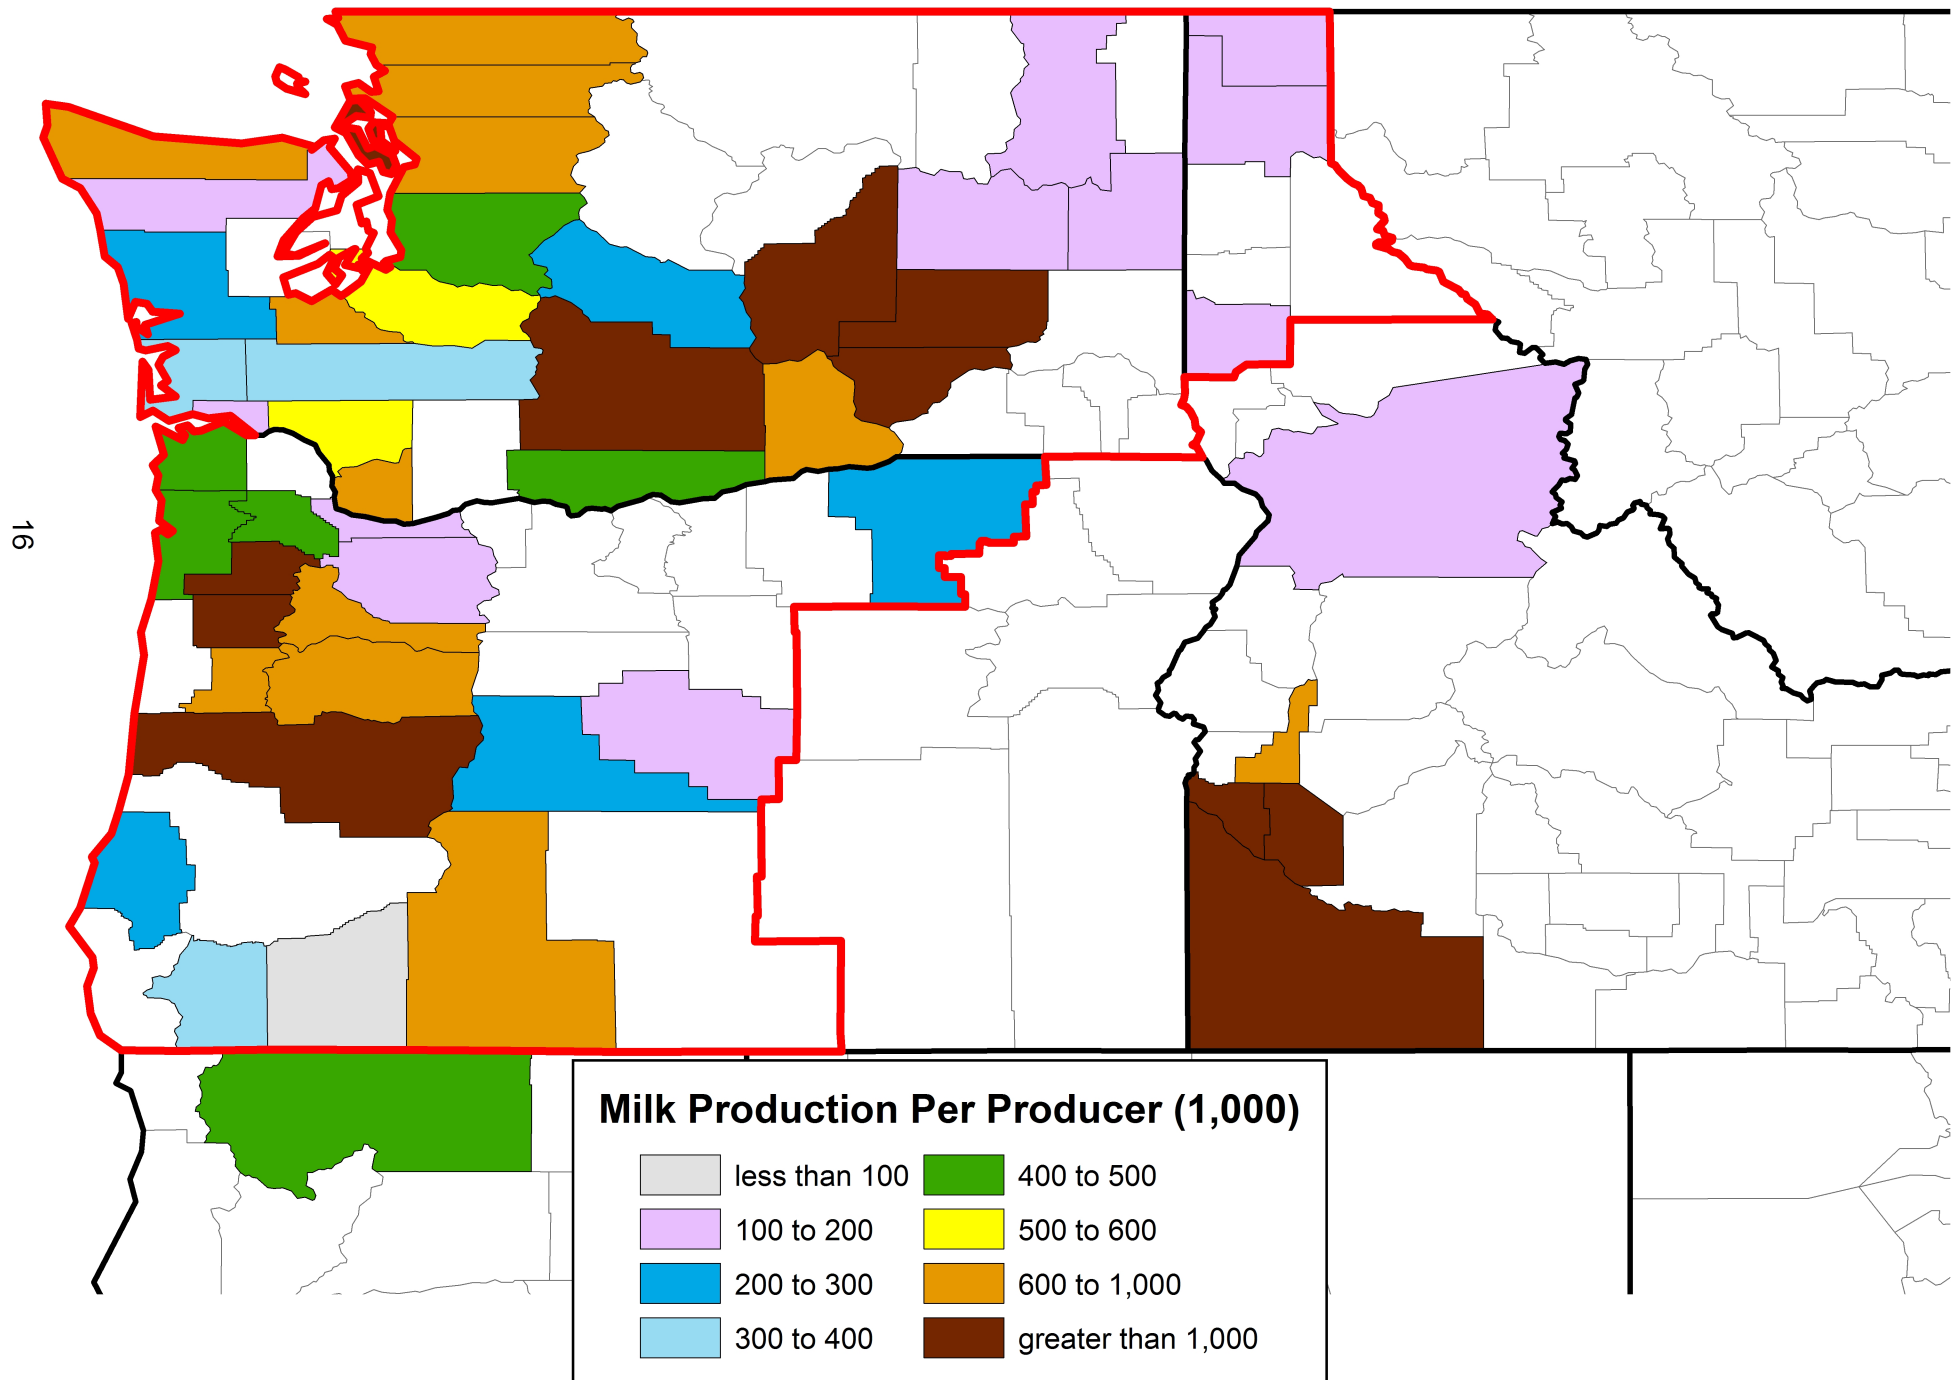 16
Milk Production Per Producer (1,000)
less than 100
100 to 200
200 to 300
300 to 400
400 to 500
500 to 600
600 to 1,000
greater than 1,000